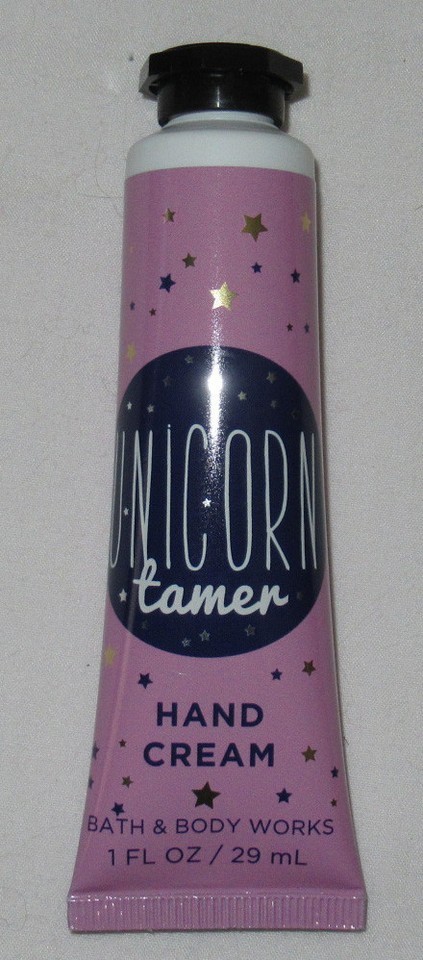 UNiCORN
tamer
HAND
CREAM
BATH & BODY WORKS
1 FL OZ / 29 mL